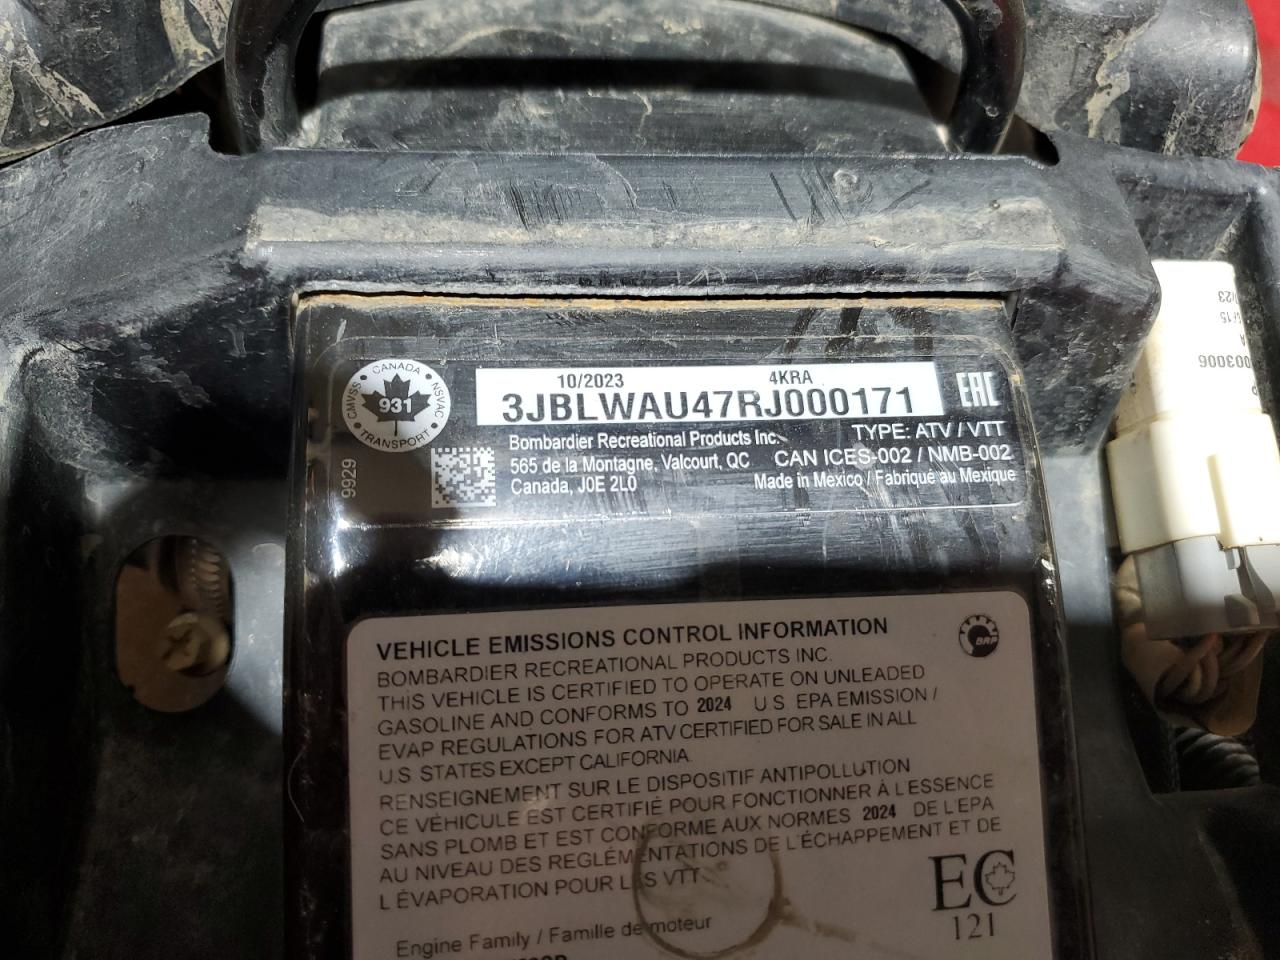 CANADA
CMVSS
NSVAC
931
TRANSPORT
9929
10/2023 4KRA
3JBLWAU47RJ000171
EAC
Bombardier Recreational Products Inc.
565 de la Montagne, Valcourt, QC
Canada, J0E 2L0
TYPE: ATV / VTT
CAN ICES-002 / NMB-002
Made in Mexico / Fabriqué au Mexique
VEHICLE EMISSIONS CONTROL INFORMATION
BRP
BOMBARDIER RECREATIONAL PRODUCTS INC.
THIS VEHICLE IS CERTIFIED TO OPERATE ON UNLEADED
GASOLINE AND CONFORMS TO 2024 U.S. EPA EMISSION /
EVAP REGULATIONS FOR ATV CERTIFIED FOR SALE IN ALL
U.S STATES EXCEPT CALIFORNIA.
RENSEIGNEMENT SUR LE DISPOSITIF ANTIPOLLUTION
CE VÉHICULE EST CERTIFIÉ POUR FONCTIONNER À L'ESSENCE
SANS PLOMB ET EST CONFORME AUX NORMES 2024 DE L'EPA
AU NIVEAU DES REGLÉMENTATIONS DE L'ÉCHAPPEMENT ET DE
L'ÉVAPORATION POUR LES VTT.
EC
121
Engine Family / Famille de moteur
003006